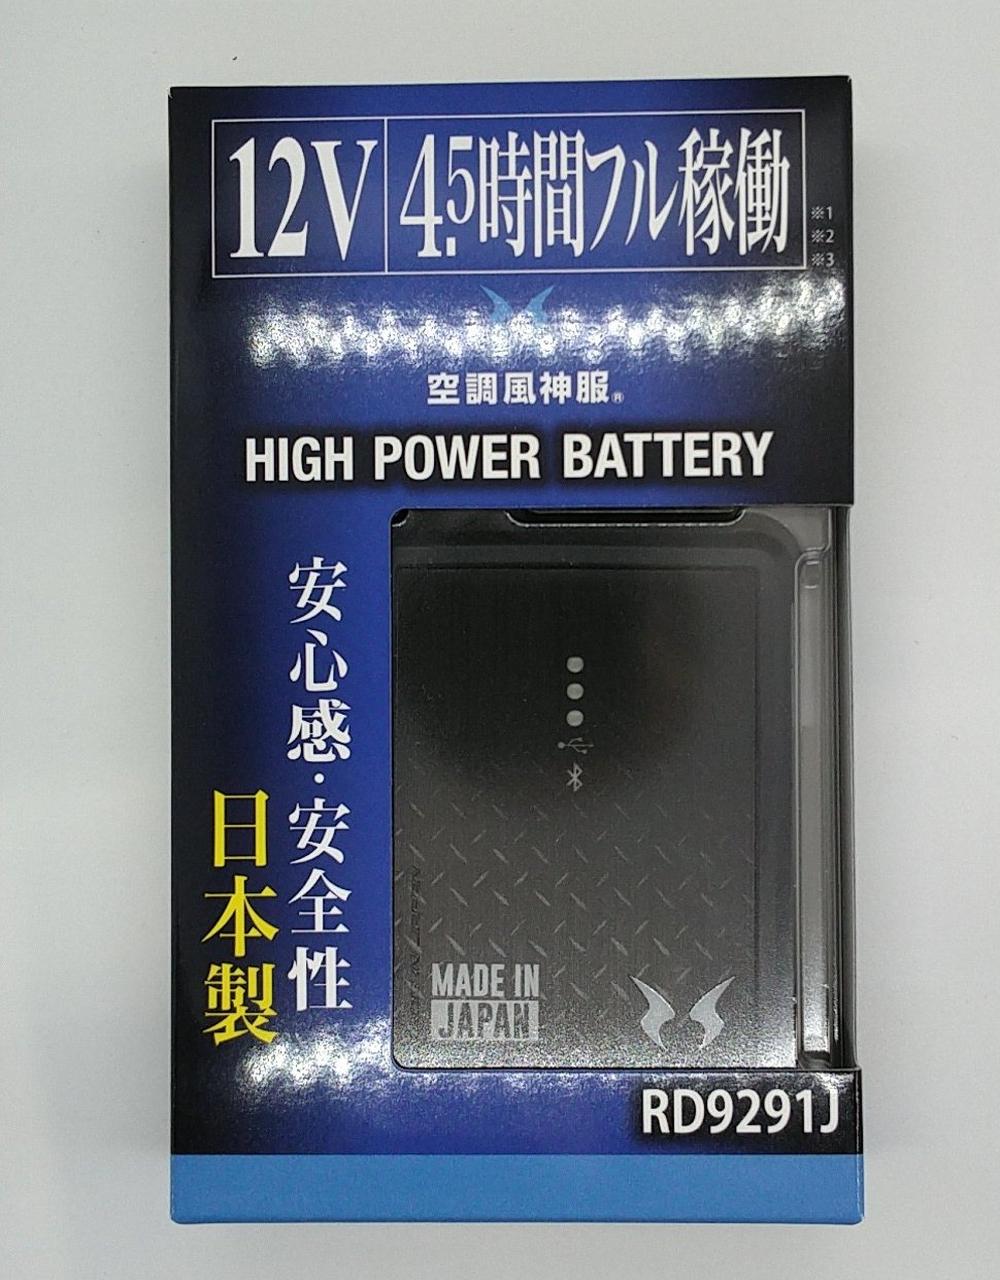 12V 4.5時間フル稼働
※1
※2
※3
空調風神服®
HIGH POWER BATTERY
安心感・安全性
日本製
MADE IN
JAPAN
RD9291J